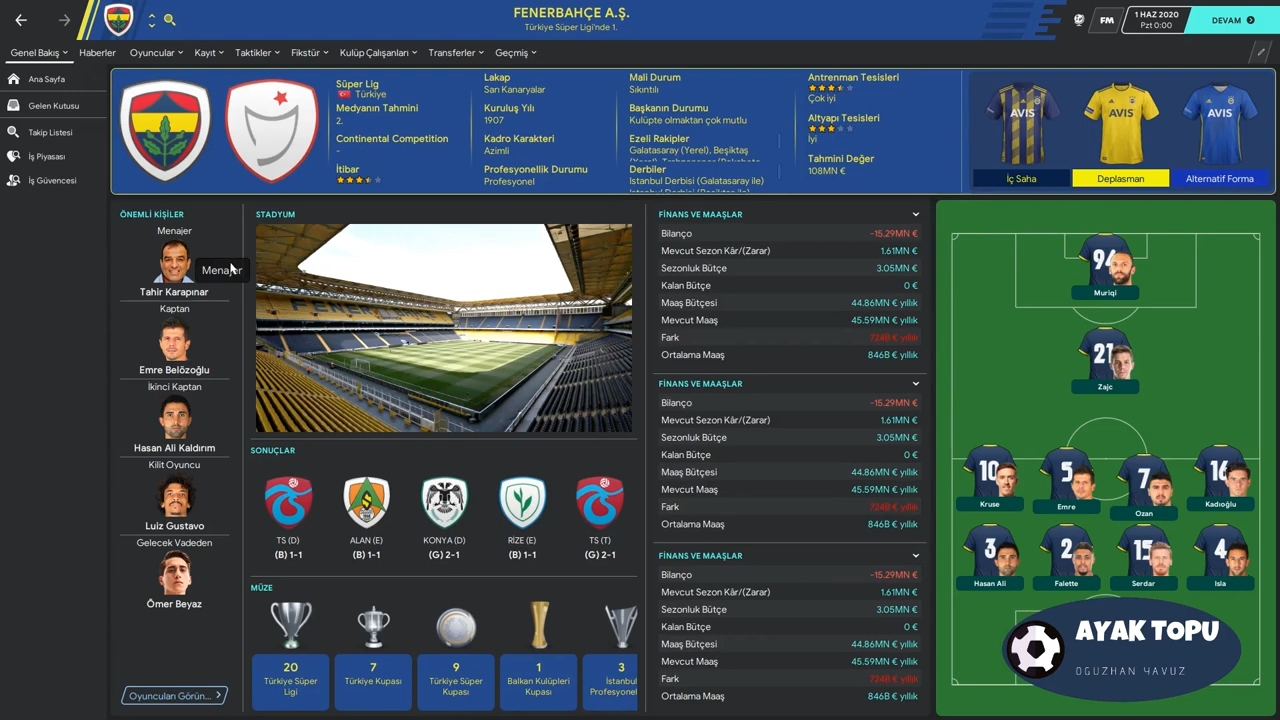 FENERBAHÇE A.Ş.
Türkiye Süper Ligi'nde 1.
FM
1 HAZ 2020
Pzt 0:00
DEVAM
Genel Bakış
Haberler
Oyuncular
Kayıt
Taktikler
Fikstür
Kulüp Çalışanları
Transferler
Geçmiş
Ana Sayfa
Gelen Kutusu
Takip Listesi
İş Piyasası
İş Güvencesi
Süper Lig
Türkiye
Medyanın Tahmini
2.
Continental Competition
-
İtibar
Lakap
Sarı Kanaryalar
Kuruluş Yılı
1907
Kadro Karakteri
Azimli
Profesyonellik Durumu
Profesyonel
Mali Durum
Sıkıntılı
Başkanın Durumu
Kulüpte olmaktan çok mutlu
Ezeli Rakipler
Galatasaray (Yerel), Beşiktaş
Derbiler
İstanbul Derbisi (Galatasaray ile)
Antrenman Tesisleri
Çok iyi
Altyapı Tesisleri
İyi
Tahmini Değer
108MN €
AVIS
AVIS
AVIS
İç Saha
Deplasman
Alternatif Forma
ÖNEMLİ KİŞİLER
Menajer
Menajer
Tahir Karapınar
Kaptan
Emre Belözoğlu
İkinci Kaptan
Hasan Ali Kaldırım
Kilit Oyuncu
Luiz Gustavo
Gelecek Vadeden
Ömer Beyaz
Oyuncuları Görün...
STADYUM
SONUÇLAR
TS (D)
(B) 1-1
ALAN (E)
(B) 1-1
KONYA (D)
(G) 2-1
RİZE (E)
(B) 1-1
TS (T)
(G) 2-1
MÜZE
20
Türkiye Süper
Ligi
7
Türkiye Kupası
9
Türkiye Süper
Kupası
1
Balkan Kulüpleri
Kupası
3
İstanbul
Profesyonel
FİNANS VE MAAŞLAR
Bilanço -15.29MN €
Mevcut Sezon Kâr/(Zarar) 1.61MN €
Sezonluk Bütçe 3.05MN €
Kalan Bütçe 0 €
Maaş Bütçesi 44.86MN € yıllık
Mevcut Maaş 45.59MN € yıllık
Fark 724B € yıllık
Ortalama Maaş 846B €
FİNANS VE MAAŞLAR
Bilanço -15.29MN €
Mevcut Sezon Kâr/(Zarar) 1.61MN €
Sezonluk Bütçe 3.05MN €
Kalan Bütçe 0 €
Maaş Bütçesi 44.86MN € yıllık
Mevcut Maaş 45.59MN € yıllık
Fark 724B € yıllık
Ortalama Maaş 846B €
FİNANS VE MAAŞLAR
Bilanço -15.29MN €
Mevcut Sezon Kâr/(Zarar) 1.61MN €
Sezonluk Bütçe 3.05MN €
Kalan Bütçe 0 €
Maaş Bütçesi 44.86MN € yıllık
Mevcut Maaş 45.59MN € yıllık
Fark 724B € yıllık
Ortalama Maaş 846B €
94
Muriqi
21
Zajc
10
Kruse
5
Emre
7
Ozan
16
Kadıoğlu
3
Hasan Ali
2
Falette
15
Serdar
4
Isla
AYAK TOPU
OGUZHAN YAVUZ